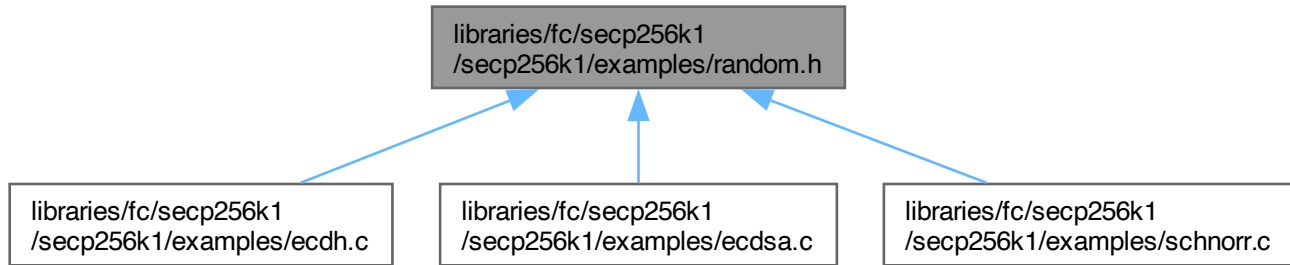 libraries/fc/secp256k1
/secp256k1/examples/random.h
libraries/fc/secp256k1
/secp256k1/examples/ecdh.c
libraries/fc/secp256k1
/secp256k1/examples/ecdsa.c
libraries/fc/secp256k1
/secp256k1/examples/schnorr.c